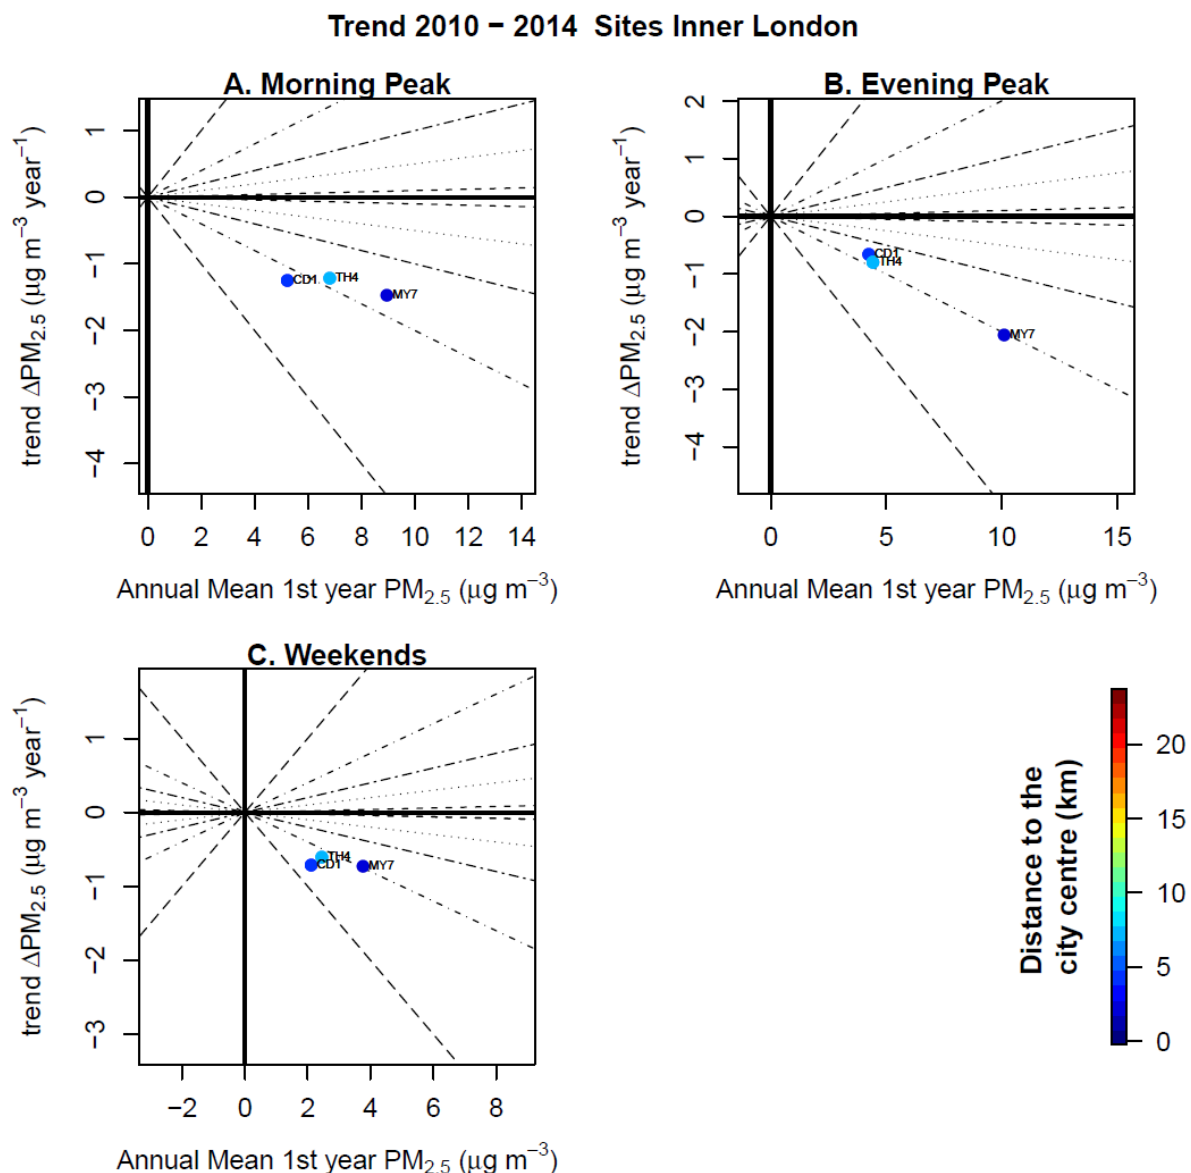 Trend 2010 − 2014 Sites Inner London
A. Morning Peak
trend ΔPM2.5 (μg m−3 year−1)
1
0
−1
−2
−3
−4
CD1
TH4
MY7
0 2 4 6 8 10 12 14
Annual Mean 1st year PM2.5 (μg m−3)
B. Evening Peak
trend ΔPM2.5 (μg m−3 year−1)
2
1
0
−1
−2
−3
−4
CD1
TH4
MY7
0 5 10 15
Annual Mean 1st year PM2.5 (μg m−3)
C. Weekends
trend ΔPM2.5 (μg m−3 year−1)
1
0
−1
−2
−3
TH4
CD1
MY7
−2 0 2 4 6 8
Annual Mean 1st year PM2.5 (μg m−3)
Distance to the
city centre (km)
20
15
10
5
0